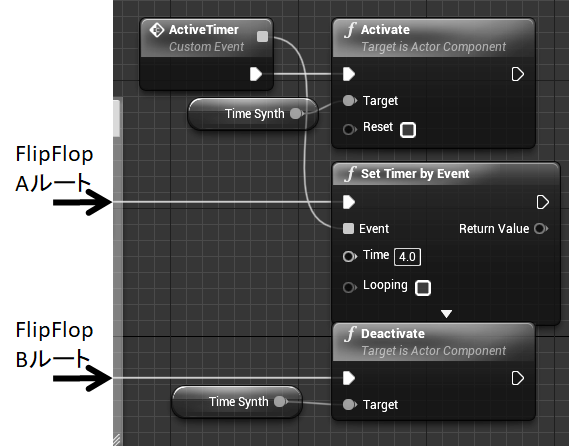 ActiveTimer
Custom Event
Activate
Target is Actor Component
Target
Reset
Time Synth
FlipFlop
Aルート
Set Timer by Event
Event
Return Value
Time 4.0
Looping
FlipFlop
Bルート
Deactivate
Target is Actor Component
Time Synth
Target